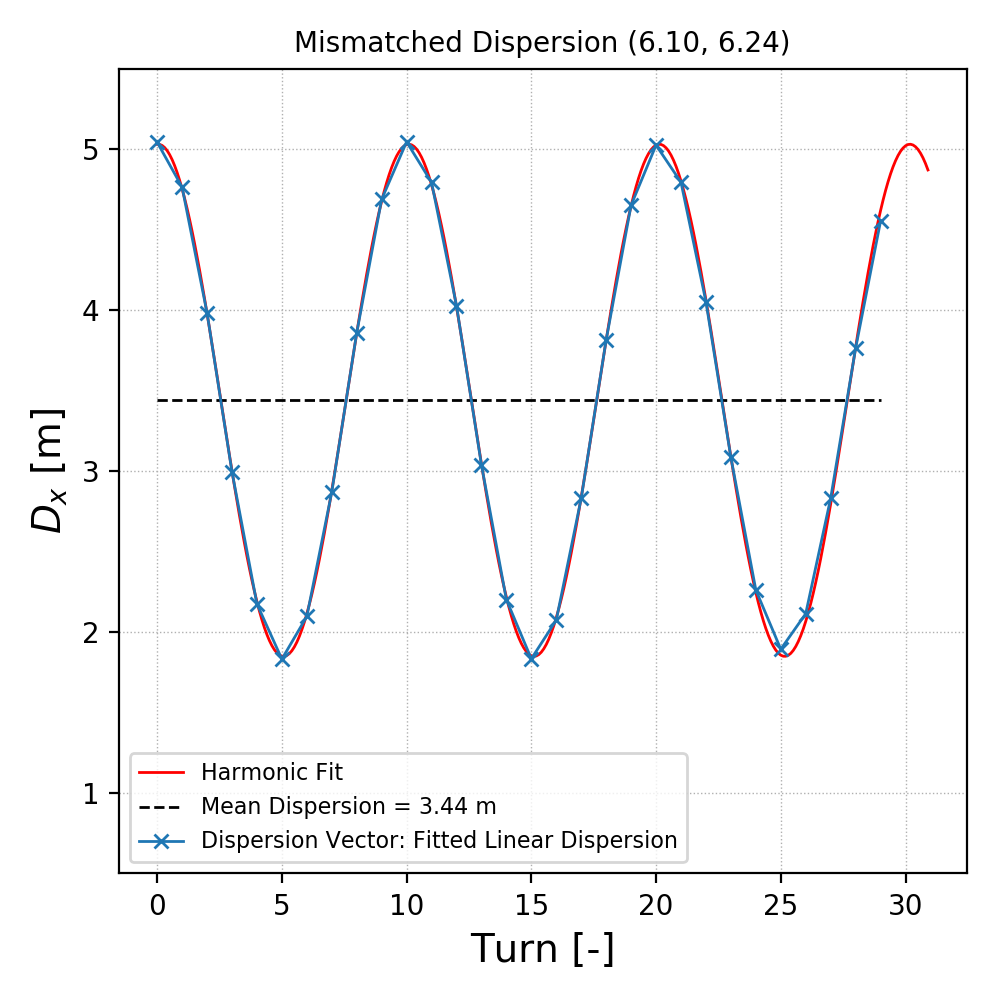 Mismatched Dispersion (6.10, 6.24)
5
4
3
2
1
D_x [m]
Harmonic Fit
Mean Dispersion = 3.44 m
Dispersion Vector: Fitted Linear Dispersion
0 5 10 15 20 25 30
Turn [-]